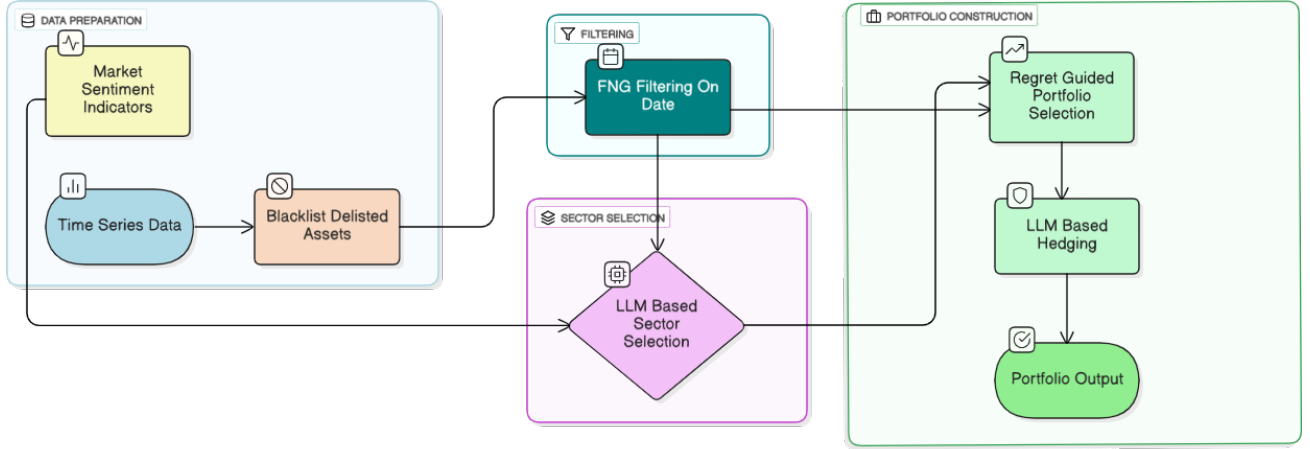 DATA PREPARATION
Market
Sentiment
Indicators
Time Series Data
Blacklist Delisted
Assets
FILTERING
FNG Filtering On
Date
SECTOR SELECTION
LLM Based
Sector
Selection
PORTFOLIO CONSTRUCTION
Regret Guided
Portfolio
Selection
LLM Based
Hedging
Portfolio Output